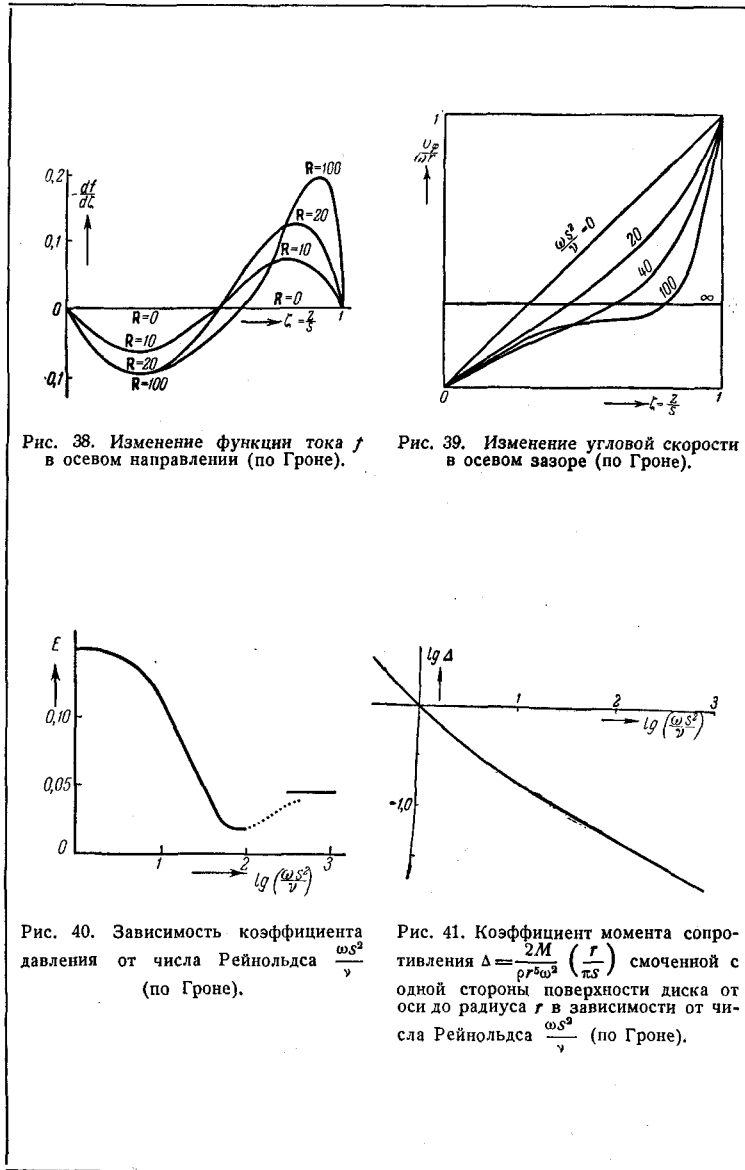 0,2
-df/dζ
R=100
R=20
0,1
R=10
R=0
0
R=0
ζ=z/s
1
R=10
R=20
-0,1
R=100
Рис. 38. Изменение функции тока f
в осевом направлении (по Гроне).
1
υφ/ωr
ωs²/ν=0
20
40
100
∞
0
ζ=z/s
1
Рис. 39. Изменение угловой скорости
в осевом зазоре (по Гроне).
E
0,10
0,05
0
1
2
3
lg(ωs²/ν)
Рис. 40. Зависимость коэффициента
давления от числа Рейнольдса ωs²/ν
(по Гроне).
lg Δ
1
2
3
lg(ωs²/ν)
-1,0
Рис. 41. Коэффициент момента сопро-
тивления Δ=2M/ρr⁵ω² (r/πs) смоченной с
одной стороны поверхности диска от
оси до радиуса r в зависимости от чи-
сла Рейнольдса ωs²/ν (по Гроне).